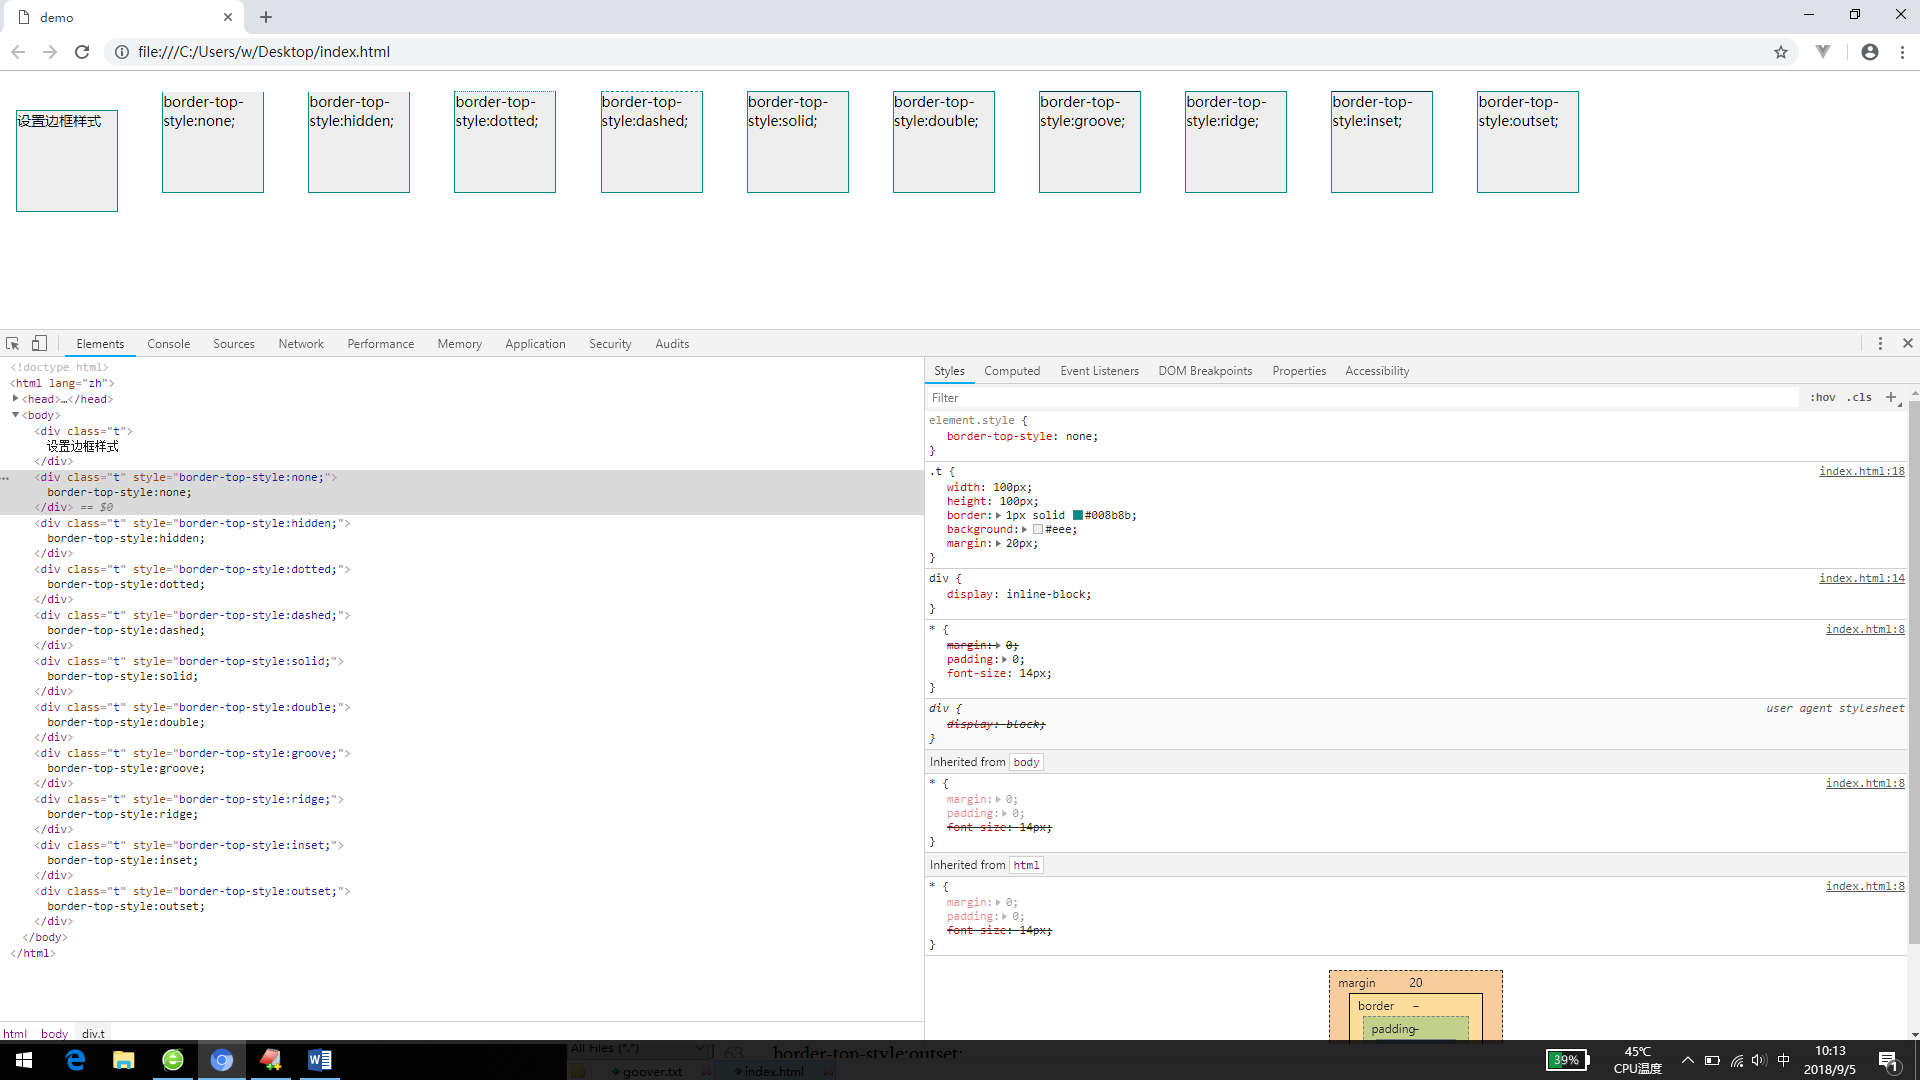 demo
file:///C:/Users/w/Desktop/index.html
设置边框样式
border-top-
style:none;
border-top-
style:hidden;
border-top-
style:dotted;
border-top-
style:dashed;
border-top-
style:solid;
border-top-
style:double;
border-top-
style:groove;
border-top-
style:ridge;
border-top-
style:inset;
border-top-
style:outset;
Elements Console Sources Network Performance Memory Application Security Audits
<!doctype html>
<html lang="zh">
<head>…</head>
<body>
<div class="t">
设置边框样式
</div>
<div class="t" style="border-top-style:none;">
border-top-style:none;
</div> == $0
<div class="t" style="border-top-style:hidden;">
border-top-style:hidden;
</div>
<div class="t" style="border-top-style:dotted;">
border-top-style:dotted;
</div>
<div class="t" style="border-top-style:dashed;">
border-top-style:dashed;
</div>
<div class="t" style="border-top-style:solid;">
border-top-style:solid;
</div>
<div class="t" style="border-top-style:double;">
border-top-style:double;
</div>
<div class="t" style="border-top-style:groove;">
border-top-style:groove;
</div>
<div class="t" style="border-top-style:ridge;">
border-top-style:ridge;
</div>
<div class="t" style="border-top-style:inset;">
border-top-style:inset;
</div>
<div class="t" style="border-top-style:outset;">
border-top-style:outset;
</div>
</body>
</html>
html body div.t
Styles Computed Event Listeners DOM Breakpoints Properties Accessibility
Filter :hov .cls +
element.style {
border-top-style: none;
}
.t { index.html:18
width: 100px;
height: 100px;
border: 1px solid #008b8b;
background: #eee;
margin: 20px;
}
div { index.html:14
display: inline-block;
}
* { index.html:8
margin: 0;
padding: 0;
font-size: 14px;
}
div { user agent stylesheet
display: block;
}
Inherited from body
* { index.html:8
margin: 0;
padding: 0;
font-size: 14px;
}
Inherited from html
* { index.html:8
margin: 0;
padding: 0;
font-size: 14px;
}
margin 20
border –
padding–
All Files (*.*) 63 border-top-style:outset;
goover.txt index.html
39%
45℃
CPU温度
中
10:13
2018/9/5
1